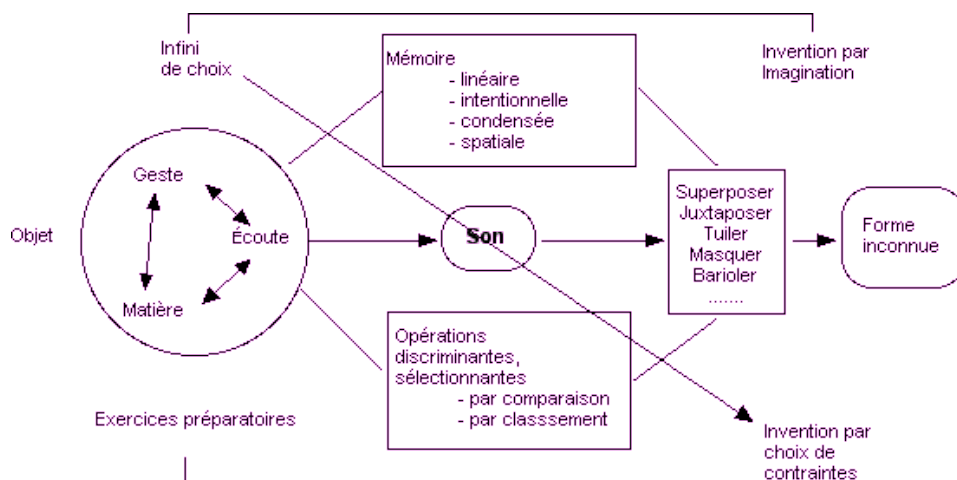 Infini
de choix
Mémoire
- linéaire
- intentionnelle
- condensée
- spatiale
Invention par
Imagination
Objet
Geste
Écoute
Matière
Son
Superposer
Juxtaposer
Tuiler
Masquer
Barioler
.......
Forme
inconnue
Opérations
discriminantes,
sélectionnantes
- par comparaison
- par classsement
Exercices préparatoires
Invention par
choix de
contraintes